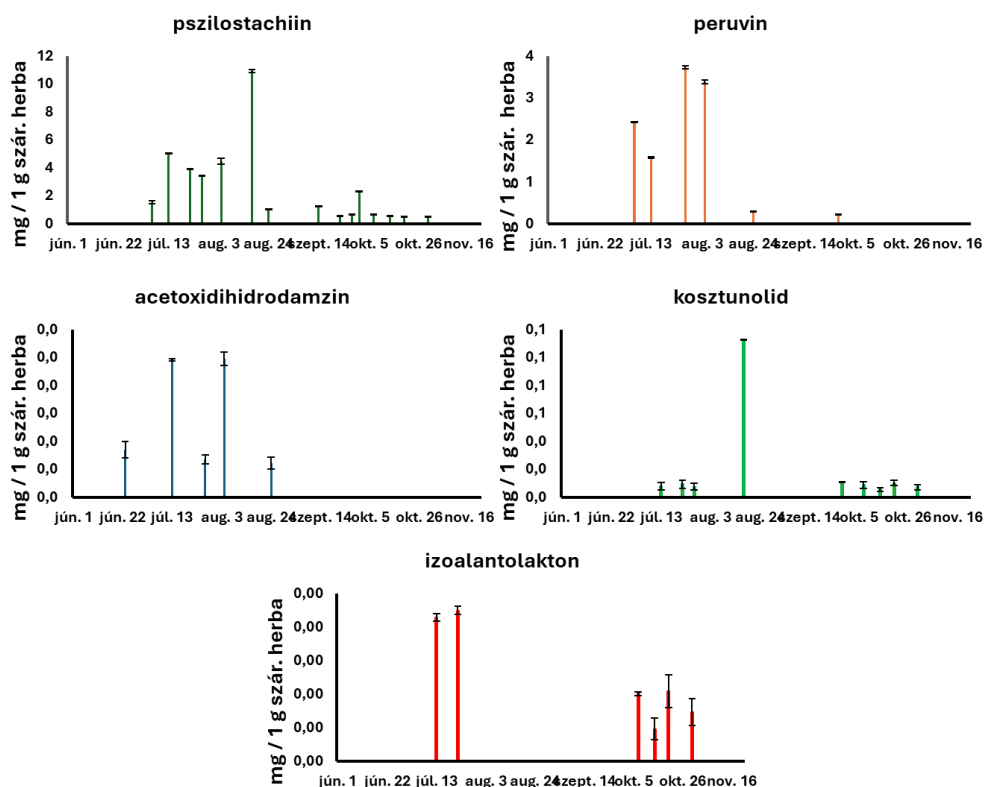 pszilostachiin
mg / 1 g szár. herba
12
10
8
6
4
2
0
jún. 1 jún. 22 júl. 13 aug. 3 aug. 24 szept. 14 okt. 5 okt. 26 nov. 16
peruvin
mg / 1 g szár. herba
4
3
2
1
0
jún. 1 jún. 22 júl. 13 aug. 3 aug. 24 szept. 14 okt. 5 okt. 26 nov. 16
acetoxidihidrodamzin
mg / 1 g szár. herba
0,0
0,0
0,0
0,0
0,0
0,0
0,0
jún. 1 jún. 22 júl. 13 aug. 3 aug. 24 szept. 14 okt. 5 okt. 26 nov. 16
kosztunolid
mg / 1 g szár. herba
0,1
0,1
0,1
0,1
0,0
0,0
0,0
jún. 1 jún. 22 júl. 13 aug. 3 aug. 24 szept. 14 okt. 5 okt. 26 nov. 16
izoalantolakton
mg / 1 g szár. herba
0,00
0,00
0,00
0,00
0,00
0,00
jún. 1 jún. 22 júl. 13 aug. 3 aug. 24 szept. 14 okt. 5 okt. 26 nov. 16